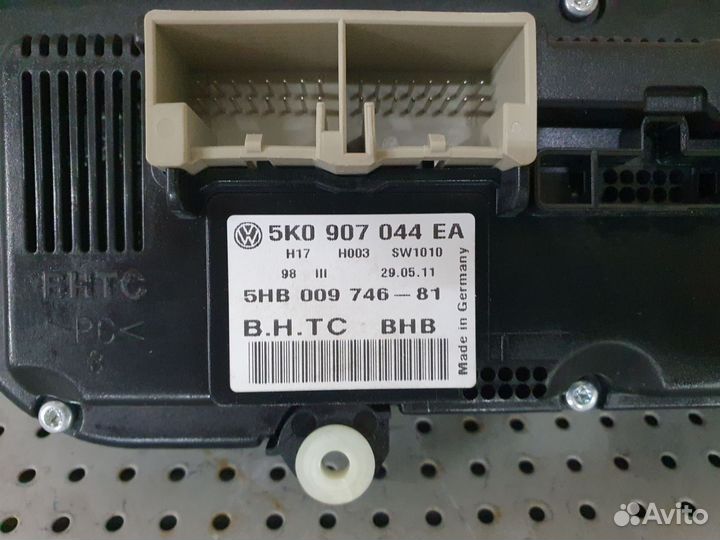 5K0 907 044 EA
H17 H003 SW1010
98 III 29.05.11
5HB 009 746-81
B.H.TC BHB
Made in Germany
BHTC
>PC<
Avito